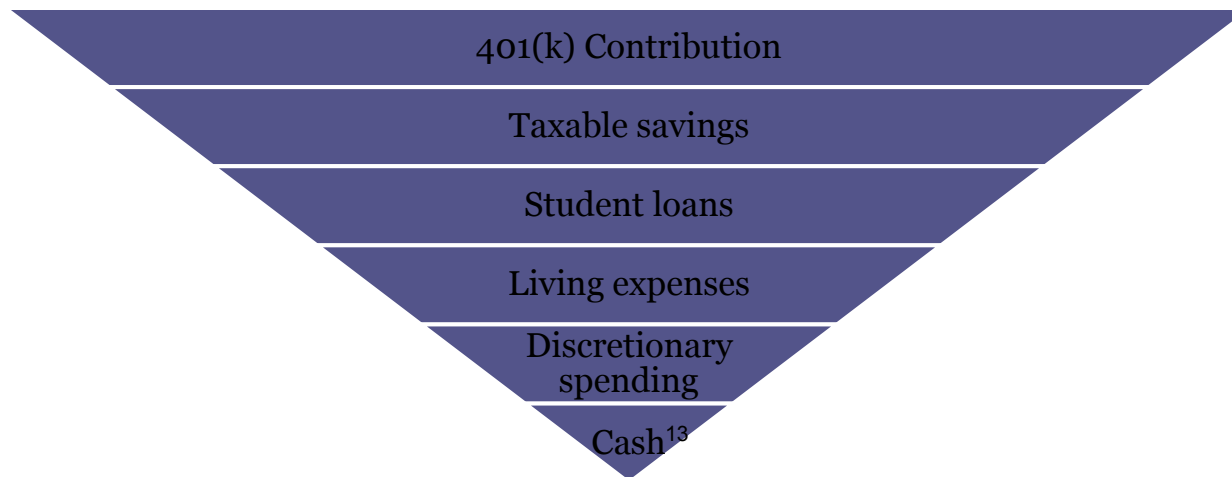 401(k) Contribution
Taxable savings
Student loans
Living expenses
Discretionary
spending
Cash¹³